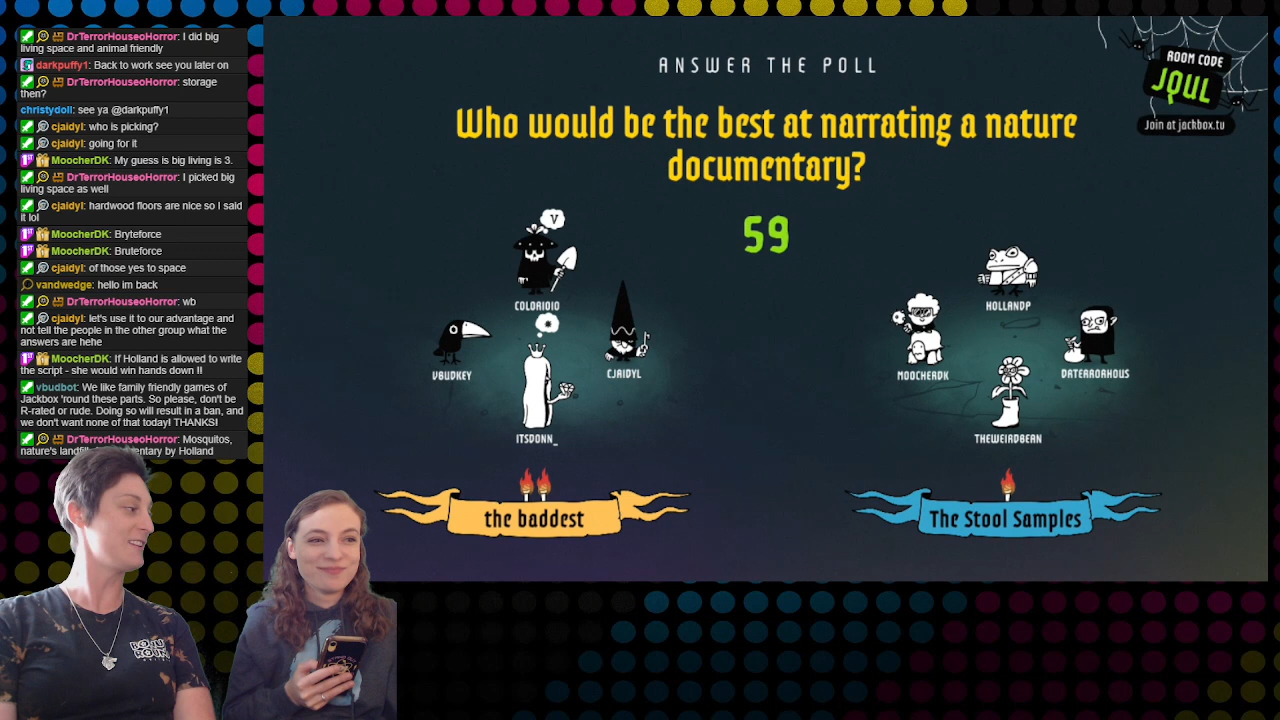 DrTerrorHouseoHorror: I did big
living space and animal friendly
darkpuffy1: Back to work see you later on
DrTerrorHouseoHorror: storage
then?
christydoll: see ya @darkpuffy1
cjaidyl: who is picking?
cjaidyl: going for it
MoocherDK: My guess is big living is 3.
DrTerrorHouseoHorror: I picked big
living space as well
cjaidyl: hardwood floors are nice so I said
it lol
MoocherDK: Bryteforce
MoocherDK: Bruteforce
cjaidyl: of those yes to space
vandwedge: hello im back
DrTerrorHouseoHorror: wb
cjaidyl: let's use it to our advantage and
not tell the people in the other group what the
answers are hehe
MoocherDK: If Holland is allowed to write
the script - she would win hands down !!
vbudbot: We like family friendly games of
Jackbox 'round these parts. So please, don't be
R-rated or rude. Doing so will result in a ban, and
we don't want none of that today! THANKS!
DrTerrorHouseoHorror: Mosquitos,
nature's by Holland
ANSWER THE POLL
Who would be the best at narrating a nature
documentary?
59
ROOM CODE
JQUL
Join at jackbox.tv
V
COLORIOIO
VBUDKEY
CJAIDYL
ITSDONN_
HOLLANDP
MOOCHERDK
DRTERRORHOUS
THEWEIRDBEAN
the baddest
The Stool Samples